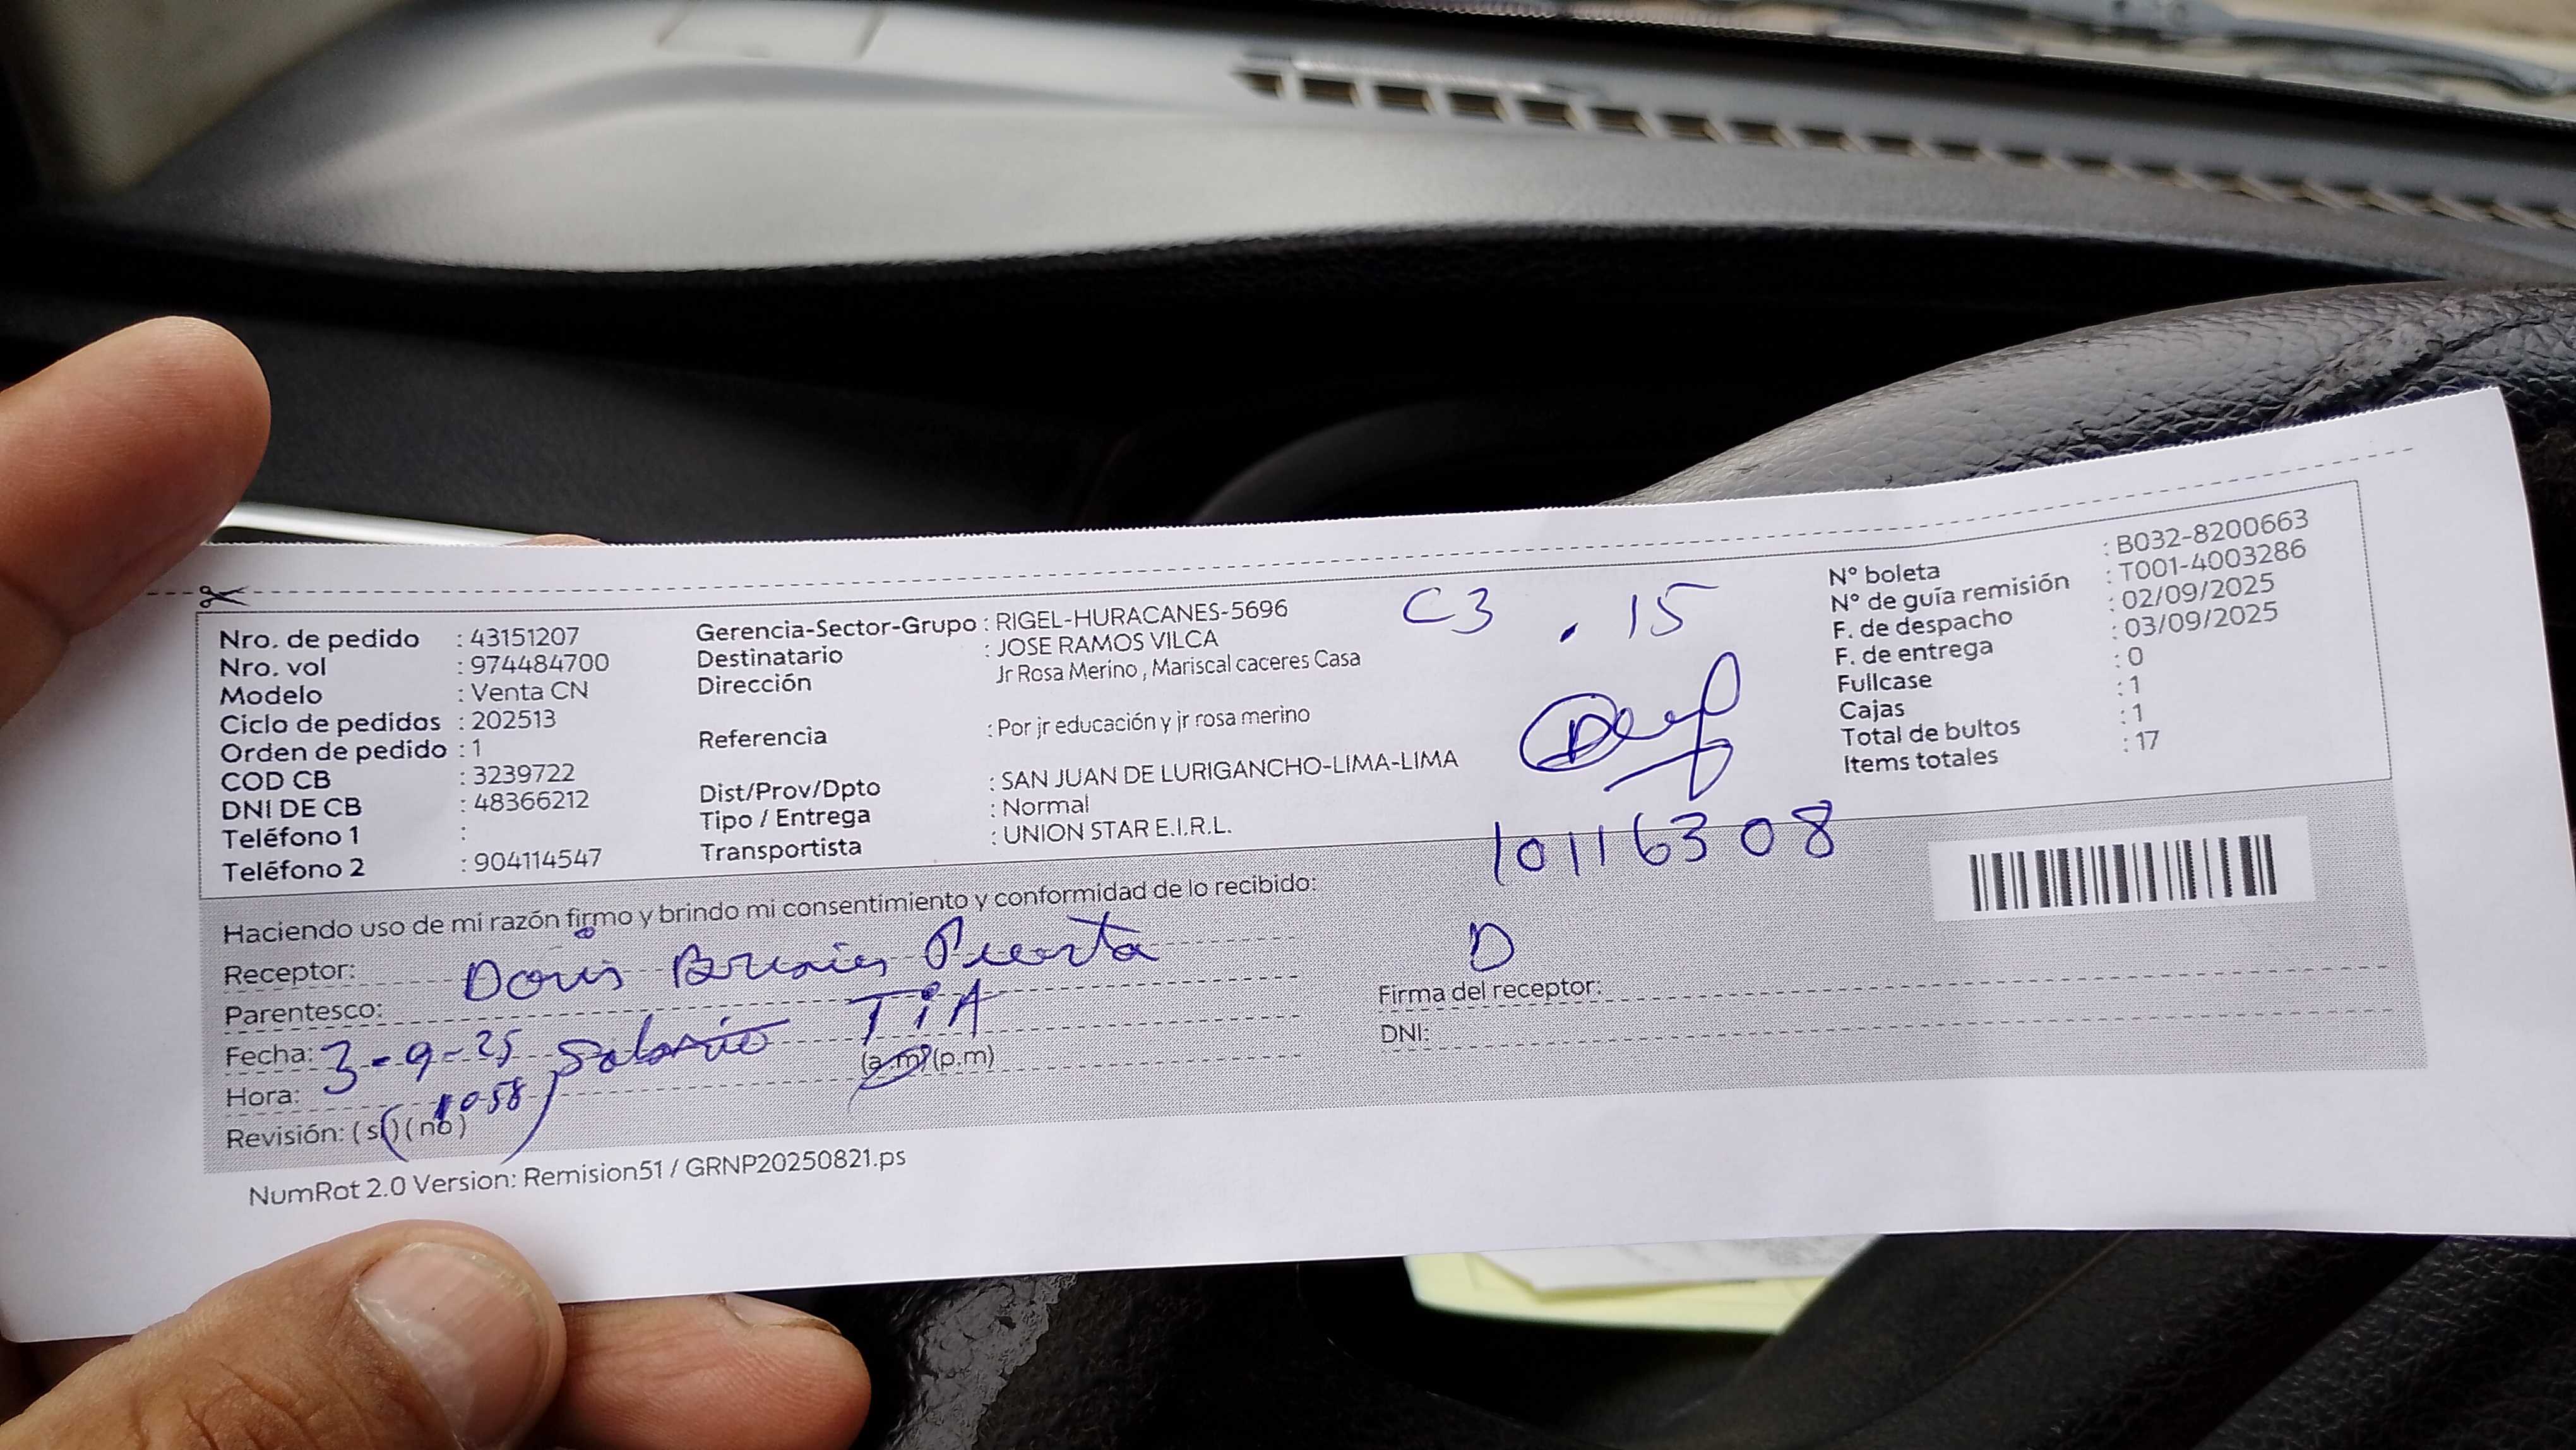 Nro. de pedido : 43151207
Nro. vol : 974484700
Modelo : Venta CN
Ciclo de pedidos : 202513
Orden de pedido : 1
COD CB : 3239722
DNI DE CB : 48366212
Teléfono 1 :
Teléfono 2 : 904114547
Gerencia-Sector-Grupo : RIGEL-HURACANES-5696
Destinatario : JOSE RAMOS VILCA
Dirección Jr Rosa Merino , Mariscal caceres Casa
Referencia : Por jr educación y jr rosa merino
Dist/Prov/Dpto : SAN JUAN DE LURIGANCHO-LIMA-LIMA
Tipo / Entrega : Normal
Transportista : UNION STAR E.I.R.L.
C3 . 15
N° boleta : B032-8200663
N° de guía remisión : T001-4003286
F. de despacho : 02/09/2025
F. de entrega : 03/09/2025
Fullcase : 0
Cajas : 1
Total de bultos : 1
Items totales : 17
10116308
Haciendo uso de mi razón firmo y brindo mi consentimiento y conformidad de lo recibido:
Receptor: Doris Puerta
Parentesco: TiA
Fecha: 3-9-25
Hora: 1058 (a.m) (p.m)
Revisión: (si) (no)
D
Firma del receptor:
DNI:
NumRot 2.0 Version: Remision51 / GRNP20250821.ps